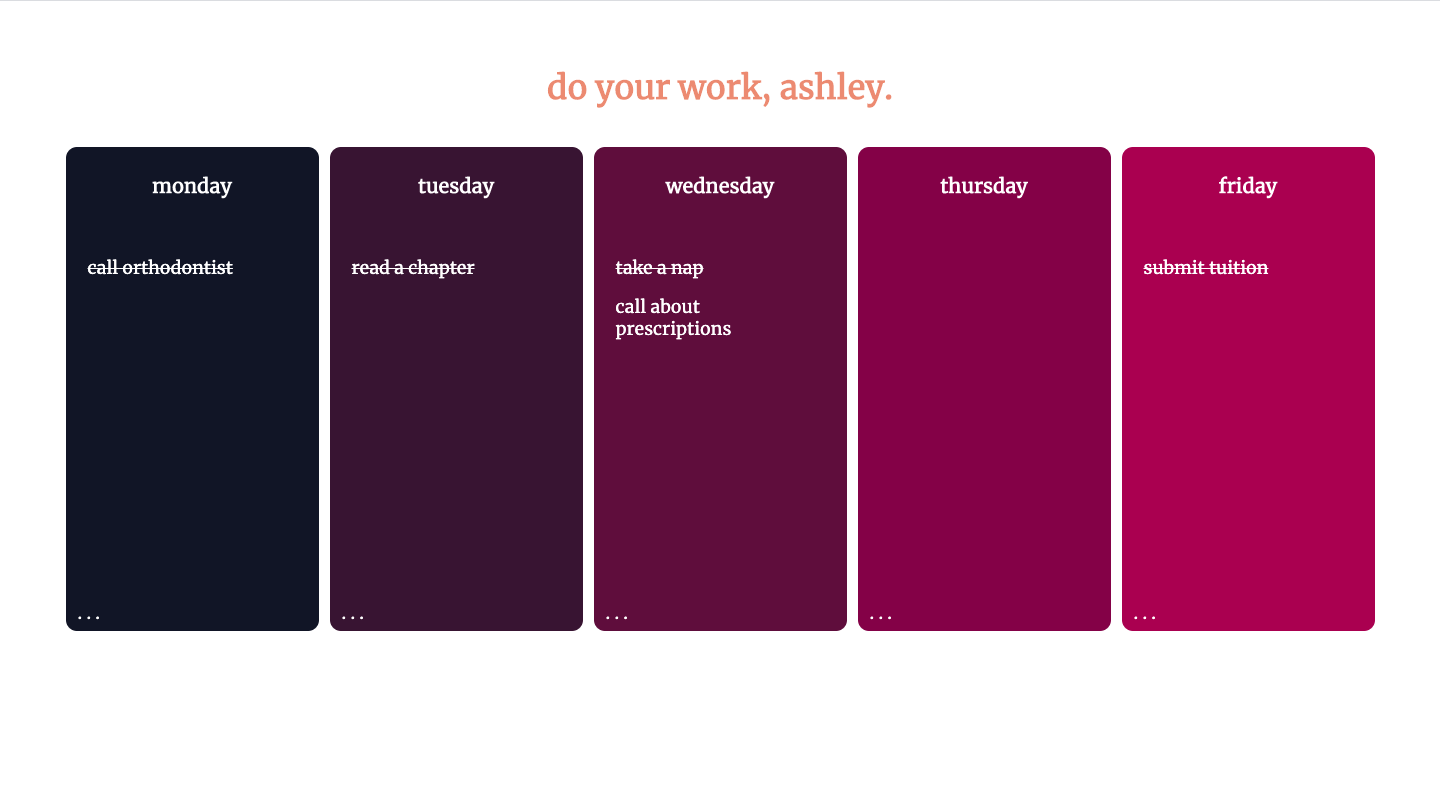 do your work, ashley.
monday
call orthodontist
...
tuesday
read a chapter
...
wednesday
take a nap
call about
prescriptions
...
thursday
...
friday
submit tuition
...